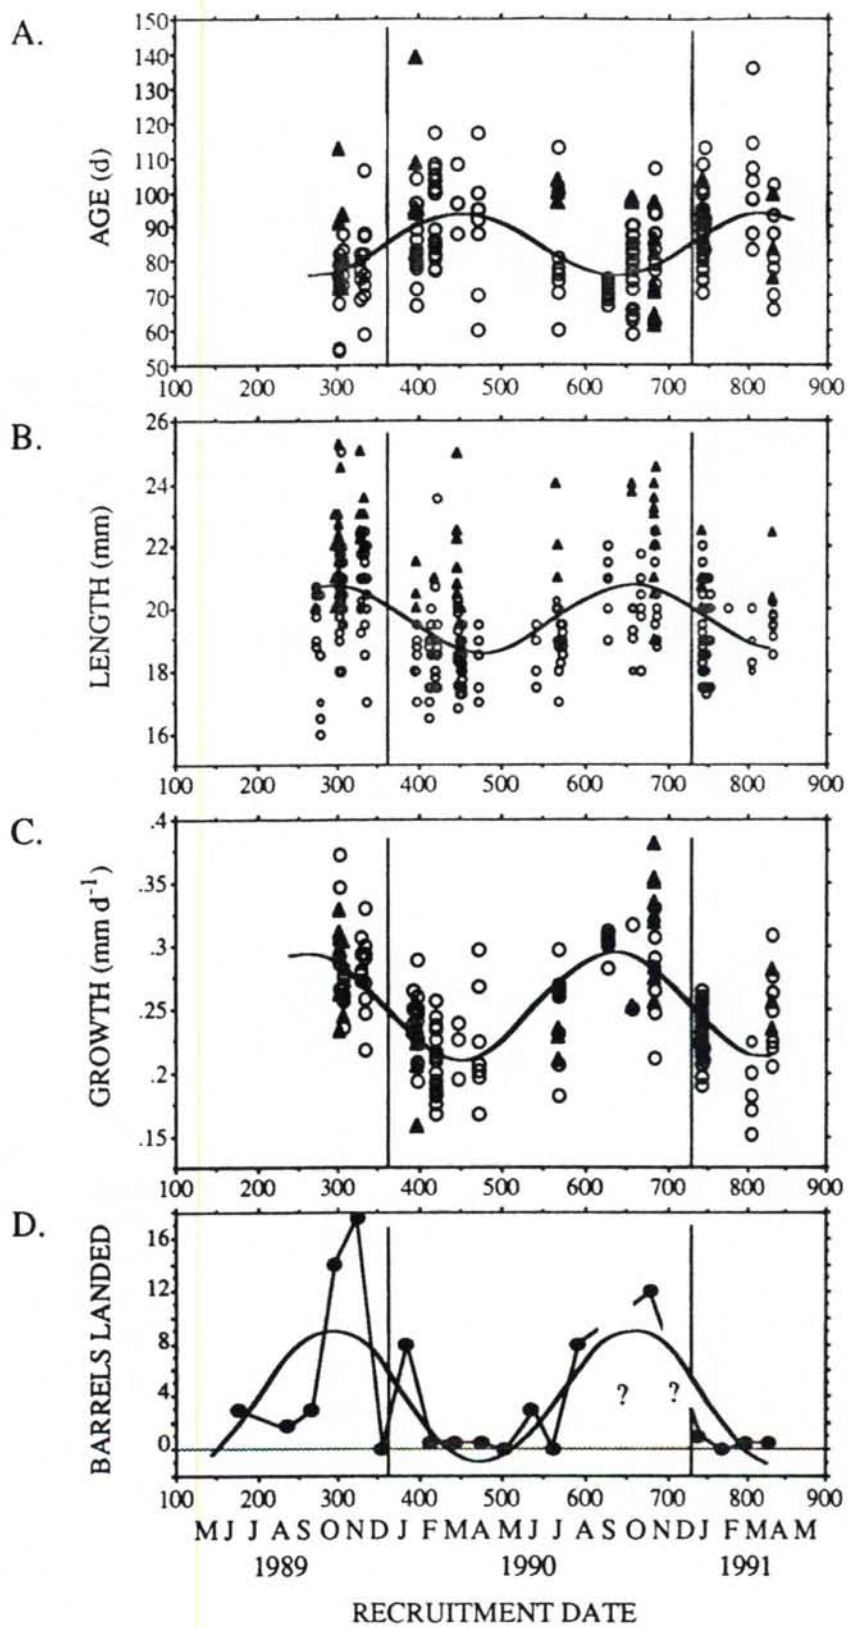 A.
AGE (d)
150
140
130
120
110
100
90
80
70
60
50
100 200 300 400 500 600 700 800 900
B.
LENGTH (mm)
26
24
22
20
18
16
100 200 300 400 500 600 700 800 900
C.
GROWTH (mm d-1)
.4
.35
.3
.25
.2
.15
100 200 300 400 500 600 700 800 900
D.
BARRELS LANDED
16
12
8
4
0
? ?
100 200 300 400 500 600 700 800 900
M J J A S O N D J F M A M J J A S O N D J F M A M
1989 1990 1991
RECRUITMENT DATE